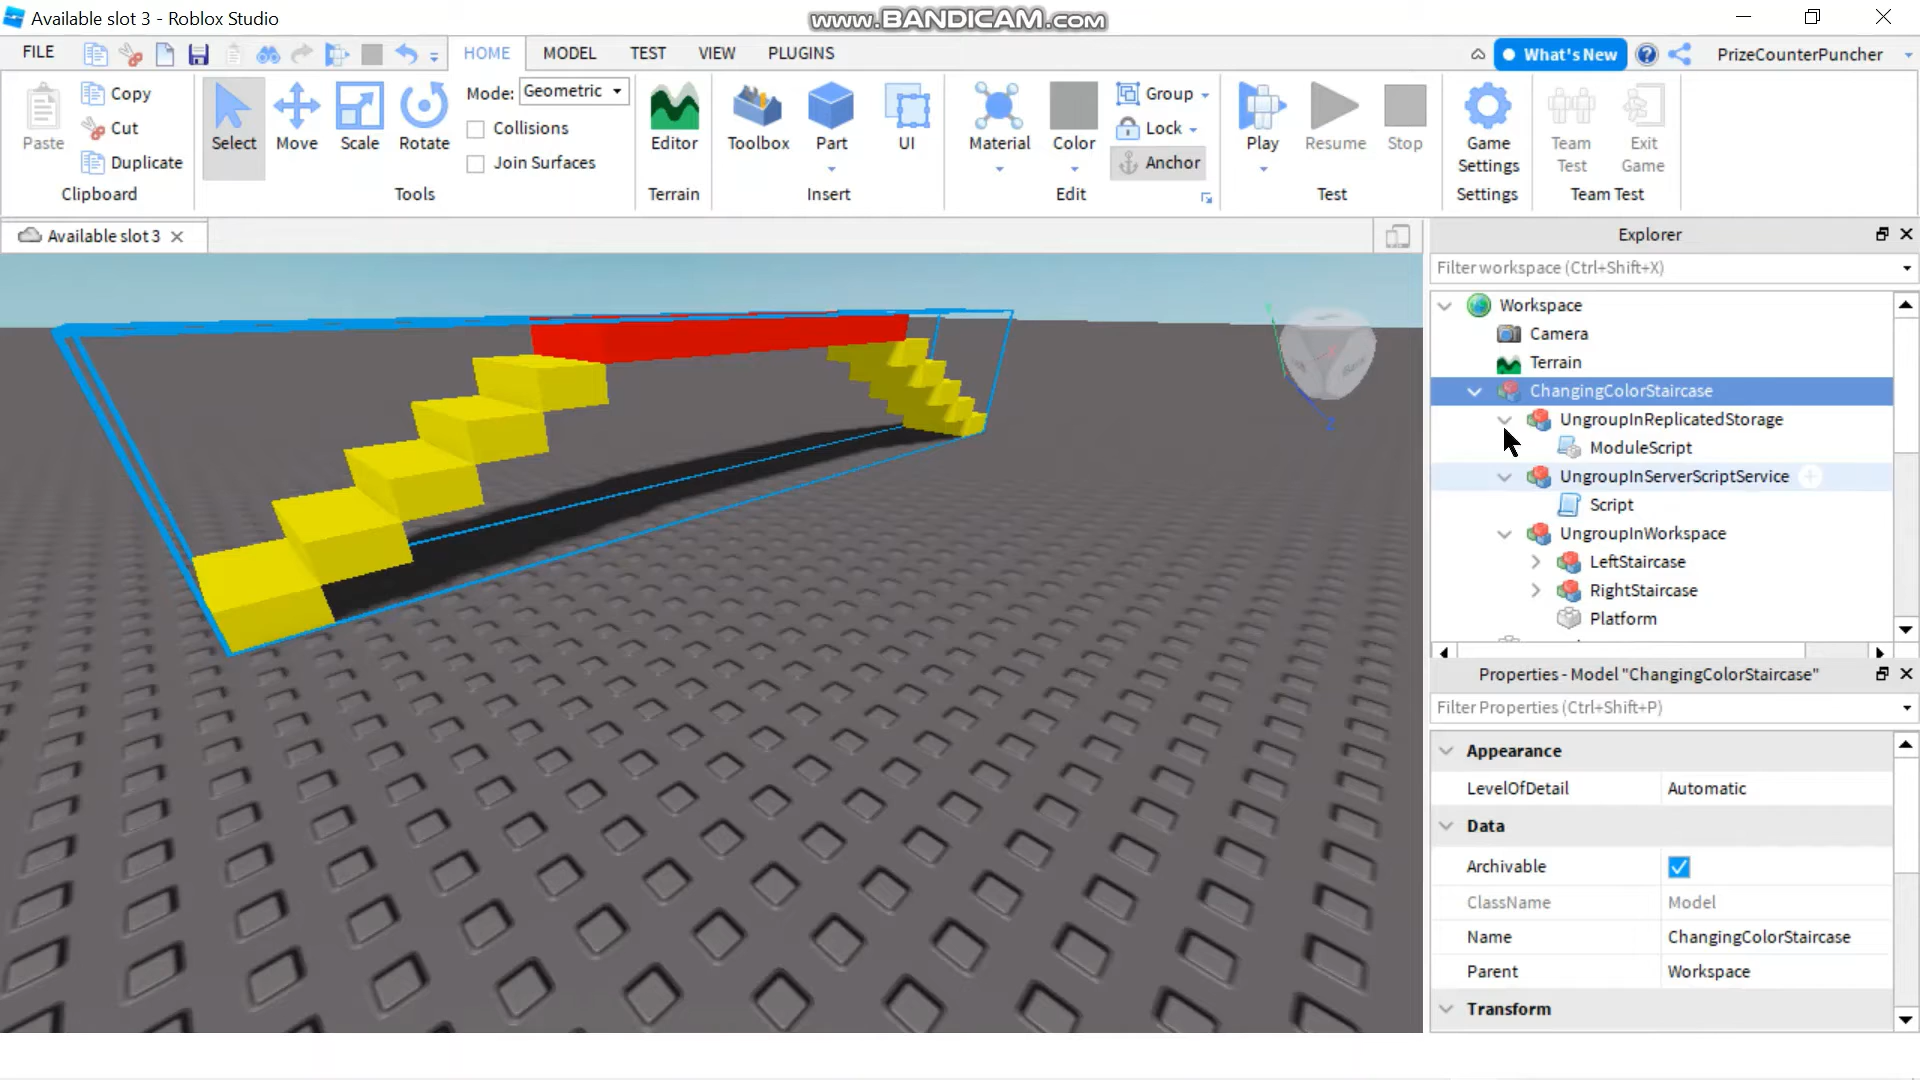 Available slot 3 - Roblox Studio
www.BANDICAM.com
FILE
HOME
MODEL
TEST
VIEW
PLUGINS
What's New
PrizeCounterPuncher
Paste
Copy
Cut
Duplicate
Clipboard
Select
Move
Scale
Rotate
Mode: Geometric
Collisions
Join Surfaces
Tools
Editor
Terrain
Toolbox
Part
UI
Insert
Material
Color
Group
Lock
Anchor
Edit
Play
Resume
Stop
Test
Game
Settings
Settings
Team
Test
Exit
Game
Team Test
Available slot 3
Explorer
Filter workspace (Ctrl+Shift+X)
Workspace
Camera
Terrain
ChangingColorStaircase
UngroupInReplicatedStorage
ModuleScript
UngroupInServerScriptService
Script
UngroupInWorkspace
LeftStaircase
RightStaircase
Platform
Properties - Model "ChangingColorStaircase"
Filter Properties (Ctrl+Shift+P)
Appearance
LevelOfDetail Automatic
Data
Archivable
ClassName Model
Name ChangingColorStaircase
Parent Workspace
Transform